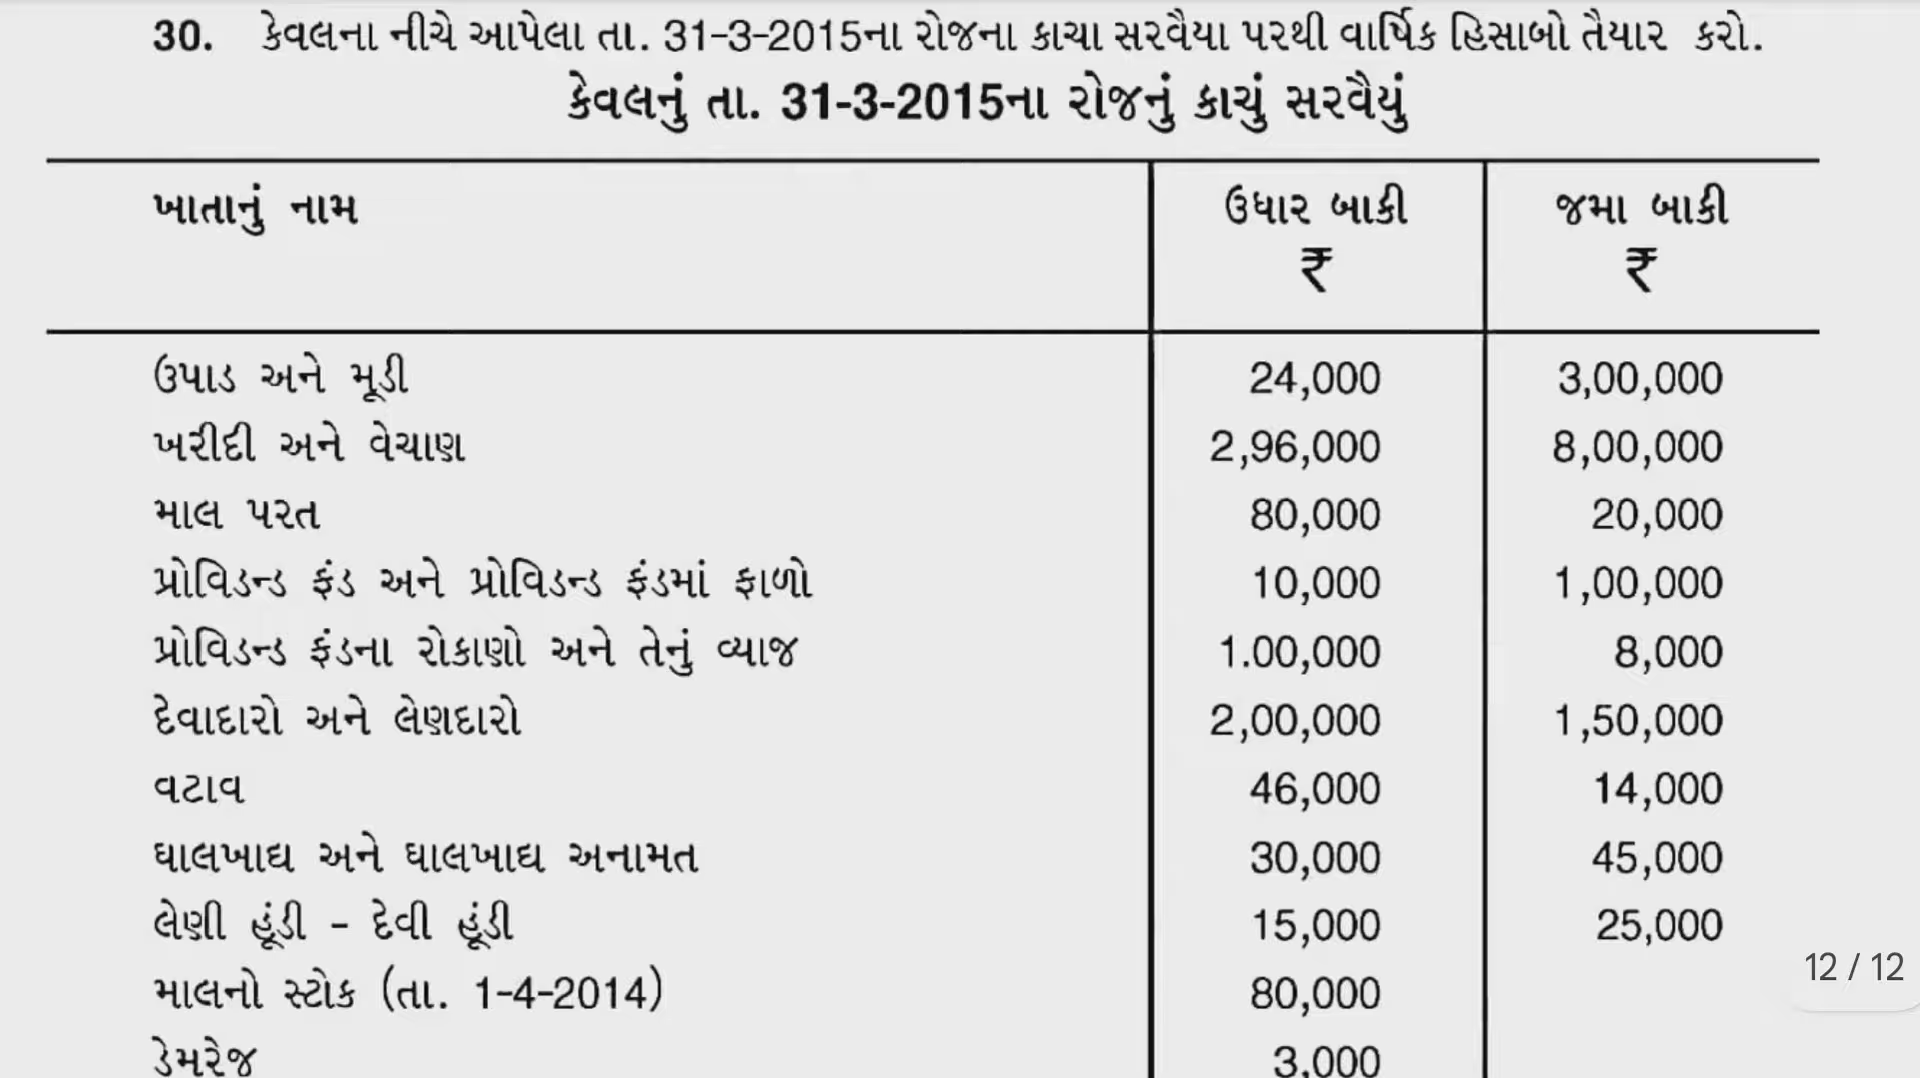 30. કેવલના નીચે આપેલા તા. 31-3-2015ના રોજના કાચા સરવૈયા પરથી વાર્ષિક હિસાબો તૈયાર કરો.
કેવલનું તા. 31-3-2015ના રોજનું કાચું સરવૈયું
ખાતાનું નામ ઉધાર બાકી ₹ જમા બાકી ₹
ઉપાડ અને મૂડી 24,000 3,00,000
ખરીદી અને વેચાણ 2,96,000 8,00,000
માલ પરત 80,000 20,000
પ્રોવિડન્ડ ફંડ અને પ્રોવિડન્ડ ફંડમાં ફાળો 10,000 1,00,000
પ્રોવિડન્ડ ફંડના રોકાણો અને તેનું વ્યાજ 1.00,000 8,000
દેવાદારો અને લેણદારો 2,00,000 1,50,000
વટાવ 46,000 14,000
ઘાલખાદ્ય અને ઘાલખાદ્ય અનામત 30,000 45,000
લેણી હૂંડી - દેવી હૂંડી 15,000 25,000
માલનો સ્ટોક (તા. 1-4-2014) 80,000
ડેમરેજ 3,000
12 / 12